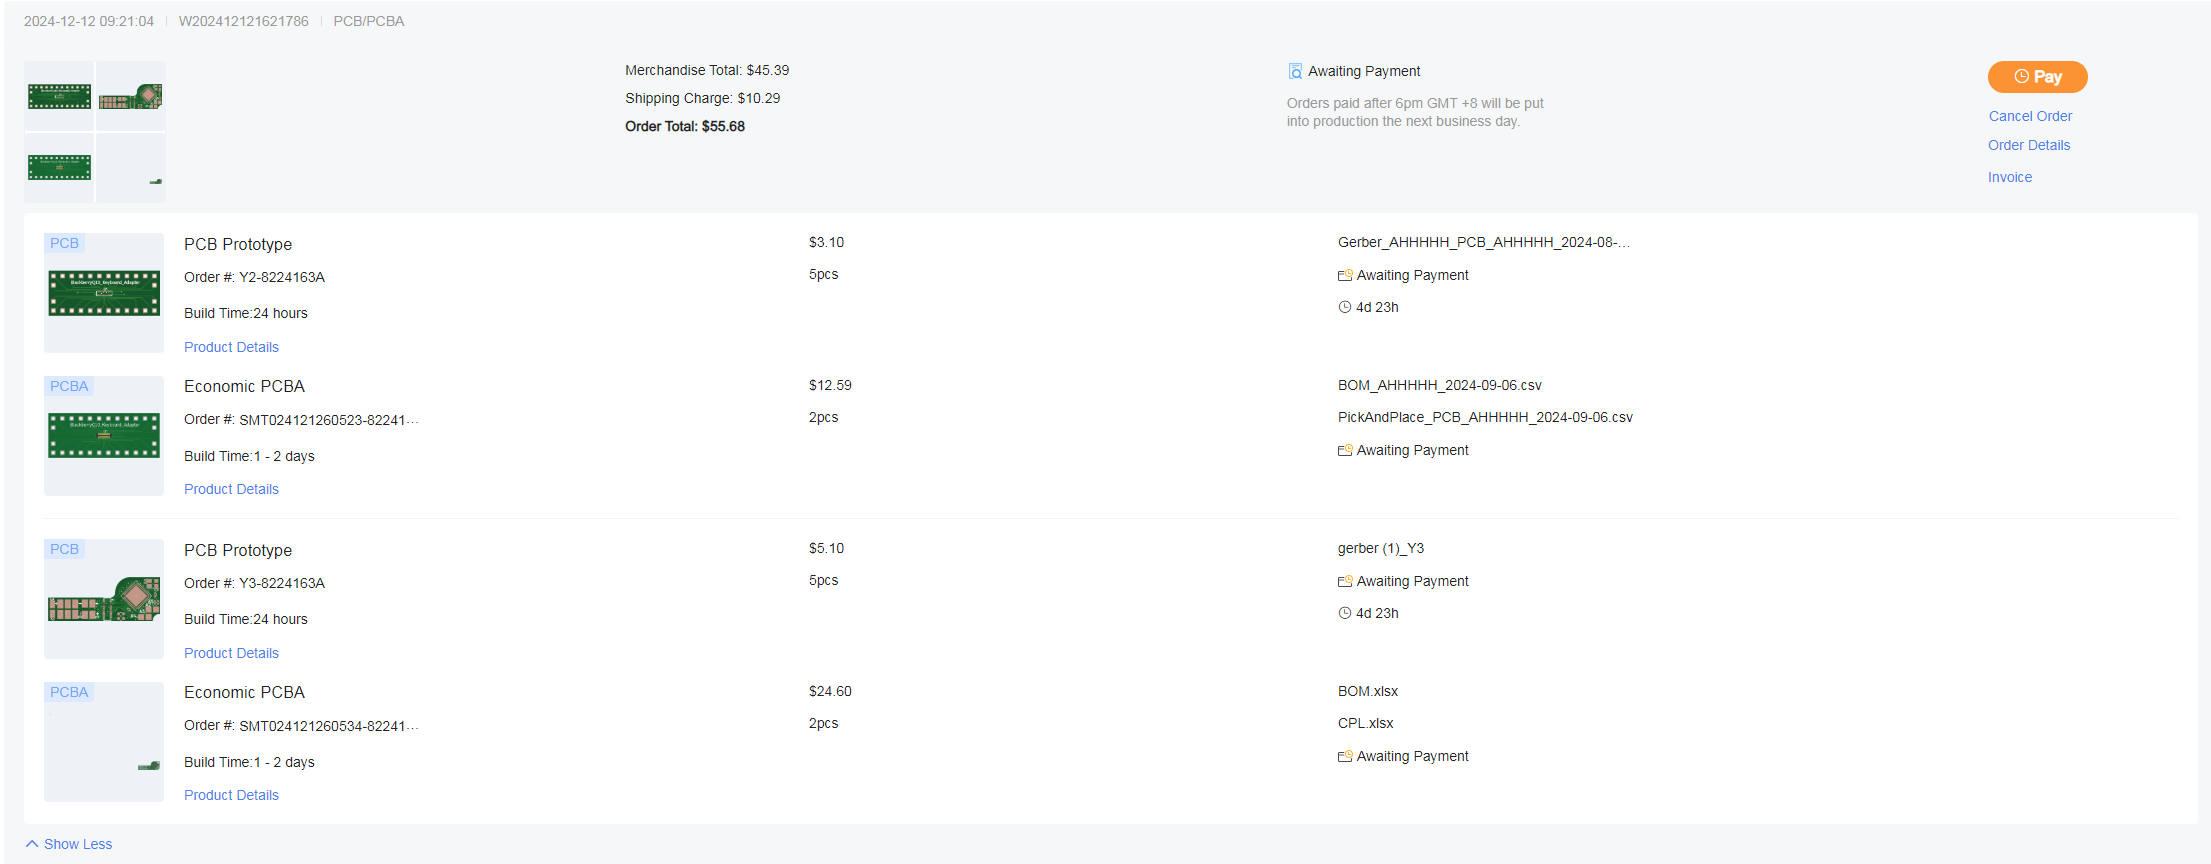 2024-12-12 09:21:04 W202412121621786 PCB/PCBA
Merchandise Total: $45.39
Shipping Charge: $10.29
Order Total: $55.68
Awaiting Payment
Orders paid after 6pm GMT +8 will be put
into production the next business day.
Pay
Cancel Order
Order Details
Invoice
PCB
BlackberryQ10_Keyboard_Adapter
PCB Prototype
Order #: Y2-8224163A
Build Time:24 hours
Product Details
$3.10
5pcs
Gerber_AHHHHH_PCB_AHHHHH_2024-08-...
Awaiting Payment
4d 23h
PCBA
BlackberryQ10_Keyboard_Adapter
Economic PCBA
Order #: SMT024121260523-82241...
Build Time:1 - 2 days
Product Details
$12.59
2pcs
BOM_AHHHHH_2024-09-06.csv
PickAndPlace_PCB_AHHHHH_2024-09-06.csv
Awaiting Payment
PCB
PCB Prototype
Order #: Y3-8224163A
Build Time:24 hours
Product Details
$5.10
5pcs
gerber (1)_Y3
Awaiting Payment
4d 23h
PCBA
Economic PCBA
Order #: SMT024121260534-82241...
Build Time:1 - 2 days
Product Details
$24.60
2pcs
BOM.xlsx
CPL.xlsx
Awaiting Payment
Show Less